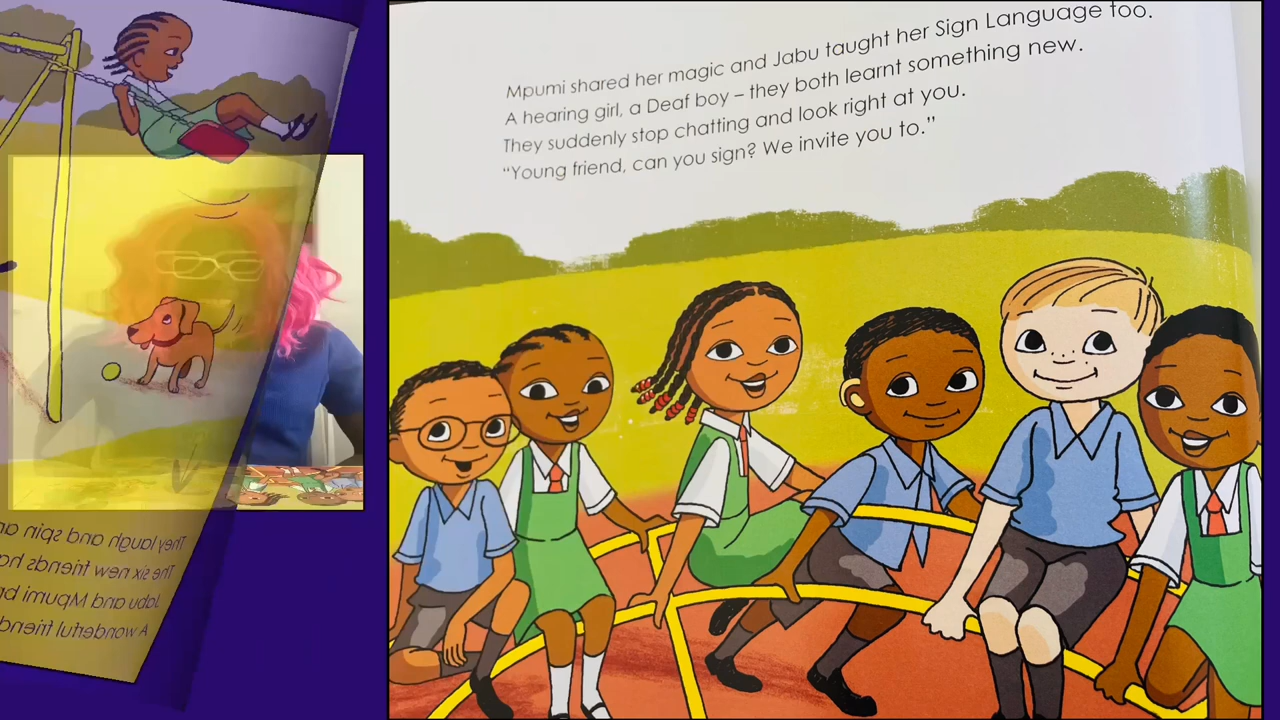 Mpumi shared her magic and Jabu taught her Sign Language too.
A hearing girl, a Deaf boy – they both learnt something new.
They suddenly stop chatting and look right at you.
“Young friend, can you sign? We invite you to.”
They laugh and spin
The six new friends
Jabu and Mpumi
A wonderful friend